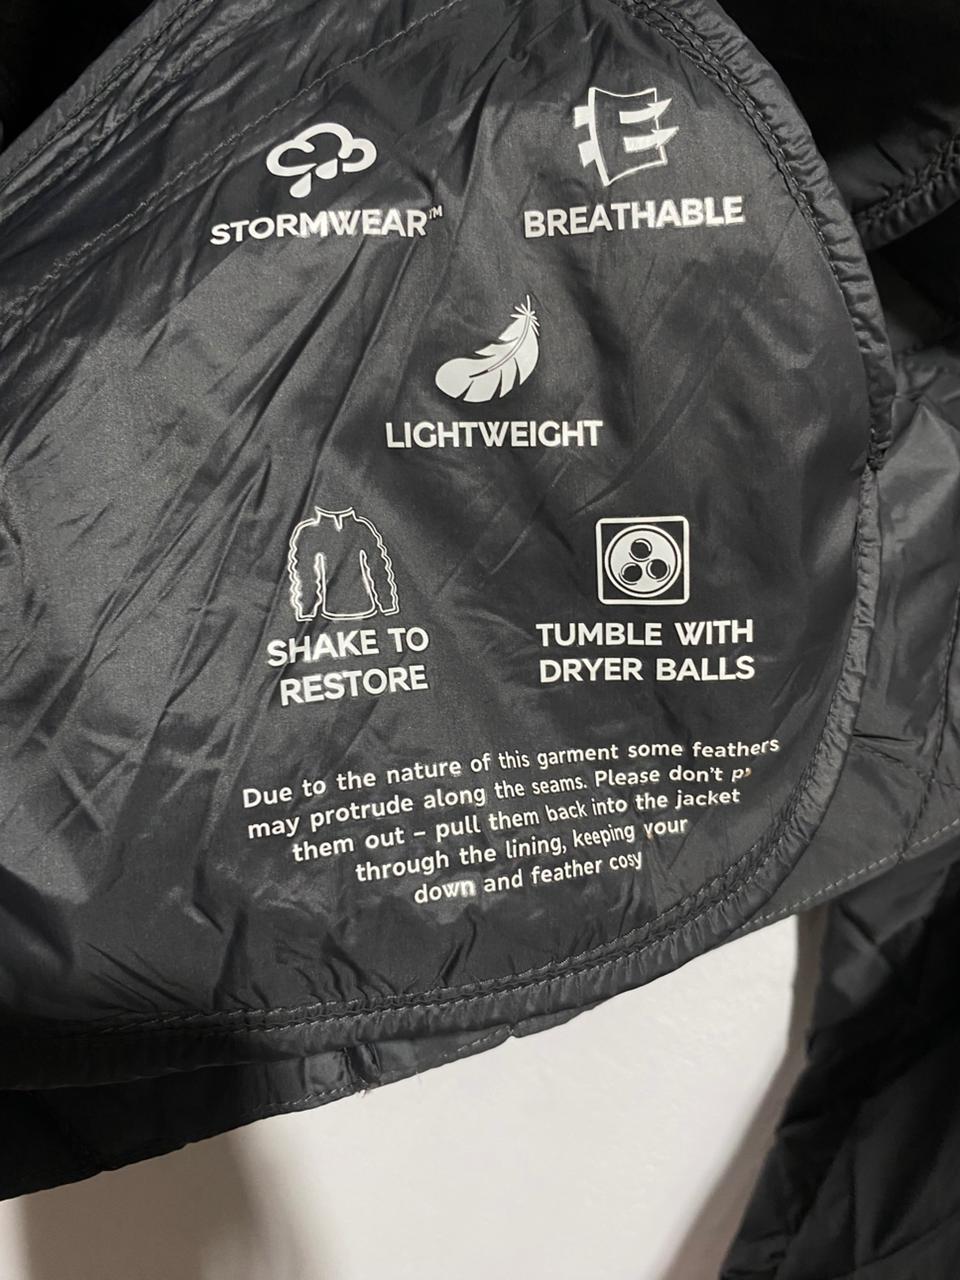 STORMWEAR™
BREATHABLE
LIGHTWEIGHT
SHAKE TO
RESTORE
TUMBLE WITH
DRYER BALLS
Due to the nature of this garment some feathers
may protrude along the seams. Please don't
them out – pull them back into the jacket
through the lining, keeping your
down and feather cosy